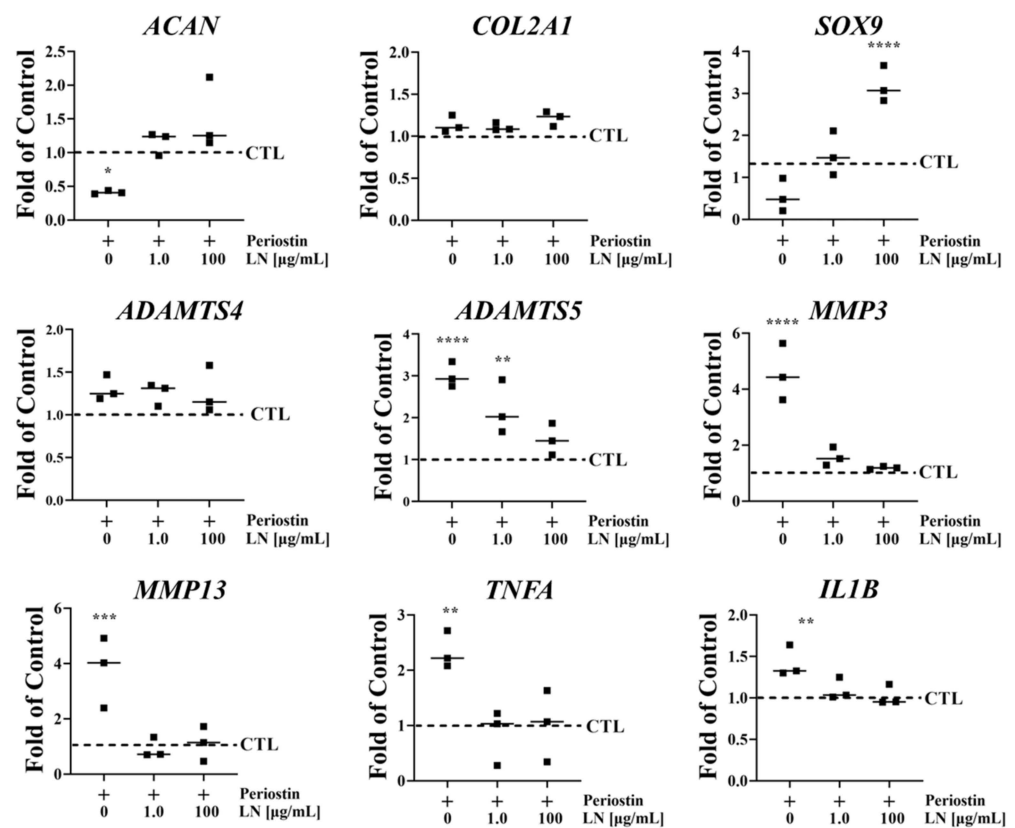 ACAN
Fold of Control
2.5
2.0
1.5
1.0
0.5
0.0
*
CTL
+ + + Periostin
0 1.0 100 LN [µg/mL]
COL2A1
Fold of Control
2.0
1.5
1.0
0.5
0.0
CTL
+ + + Periostin
0 1.0 100 LN [µg/mL]
SOX9
Fold of Control
4
3
2
1
0
****
CTL
+ + + Periostin
0 1.0 100 LN [µg/mL]
ADAMTS4
Fold of Control
2.0
1.5
1.0
0.5
0.0
CTL
+ + + Periostin
0 1.0 100 LN [µg/mL]
ADAMTS5
Fold of Control
4
3
2
1
0
****
**
CTL
+ + + Periostin
0 1.0 100 LN [µg/mL]
MMP3
Fold of Control
6
4
2
0
****
CTL
+ + + Periostin
0 1.0 100 LN [µg/mL]
MMP13
Fold of Control
6
4
2
0
***
CTL
+ + + Periostin
0 1.0 100 LN [µg/mL]
TNFA
Fold of Control
3
2
1
0
**
CTL
+ + + Periostin
0 1.0 100 LN [µg/mL]
IL1B
Fold of Control
2.0
1.5
1.0
0.5
0.0
**
CTL
+ + + Periostin
0 1.0 100 LN [µg/mL]